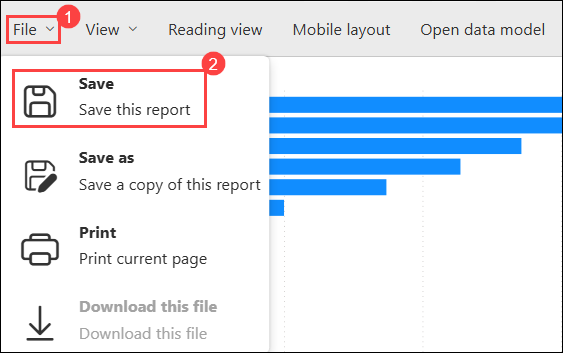 File 1 View Reading view Mobile layout Open data model
2
Save
Save this report
Save as
Save a copy of this report
Print
Print current page
Download this file
Download this file